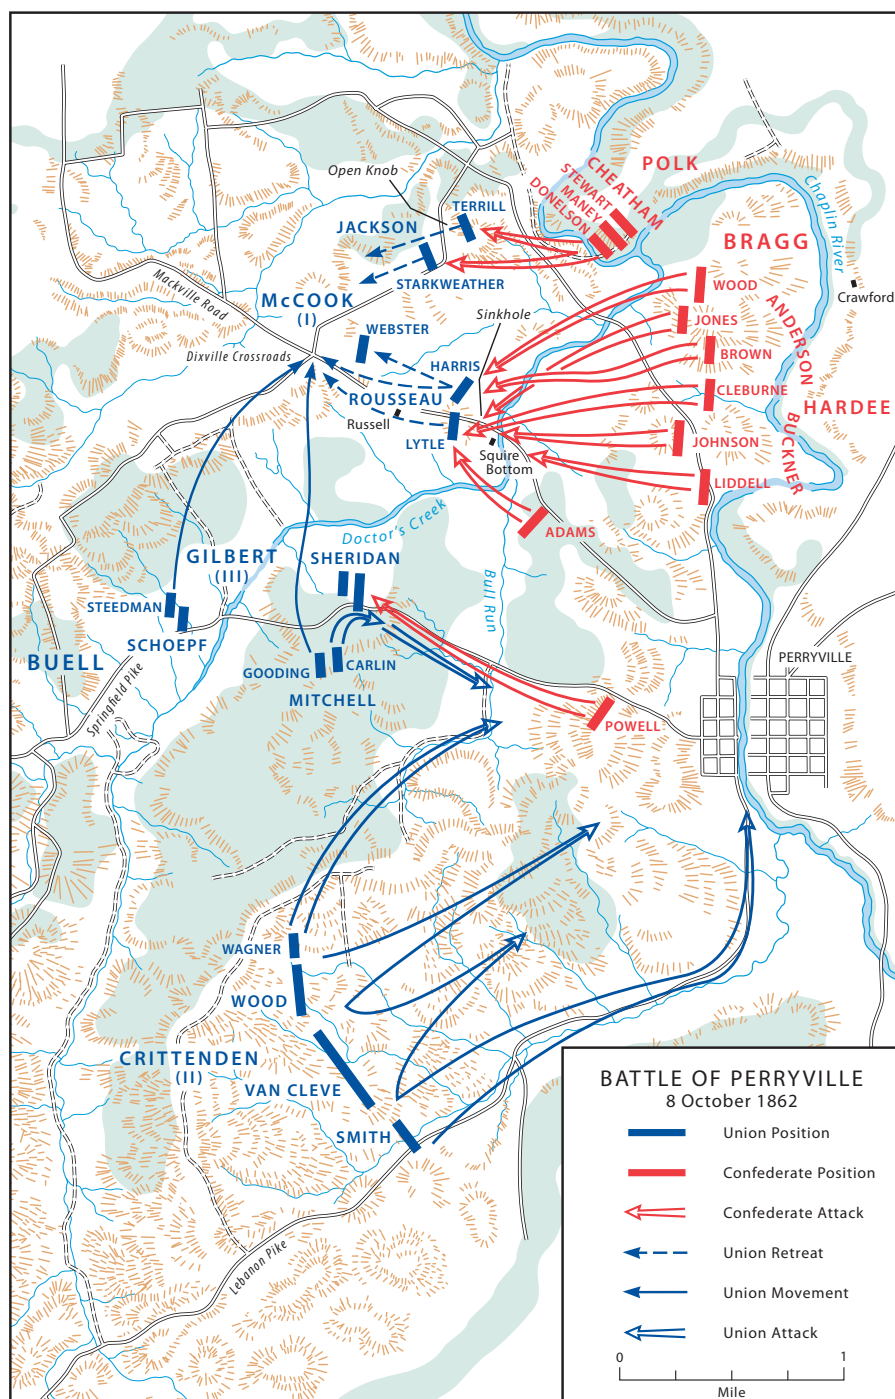 POLK
CHEATHAM
STEWART
MANEY
DONELSON
Open Knob
TERRILL
JACKSON
STARKWEATHER
Chaplin River
BRAGG
WOOD
Crawford
Mackville Road
McCOOK
(I)
WEBSTER
Sinkhole
JONES
ANDERSON
BROWN
Dixville Crossroads
HARRIS
CLEBURNE
HARDEE
ROUSSEAU
Russell
LYTLE
Squire
Bottom
JOHNSON
BUCKNER
LIDDELL
ADAMS
Doctor's Creek
GILBERT
(III)
SHERIDAN
Bull Run
STEEDMAN
SCHOEPF
BUELL
Springfield Pike
GOODING
CARLIN
MITCHELL
PERRYVILLE
POWELL
WAGNER
WOOD
CRITTENDEN
(II)
VAN CLEVE
SMITH
Lebanon Pike
BATTLE OF PERRYVILLE
8 October 1862
Union Position
Confederate Position
Confederate Attack
Union Retreat
Union Movement
Union Attack
0 1
Mile